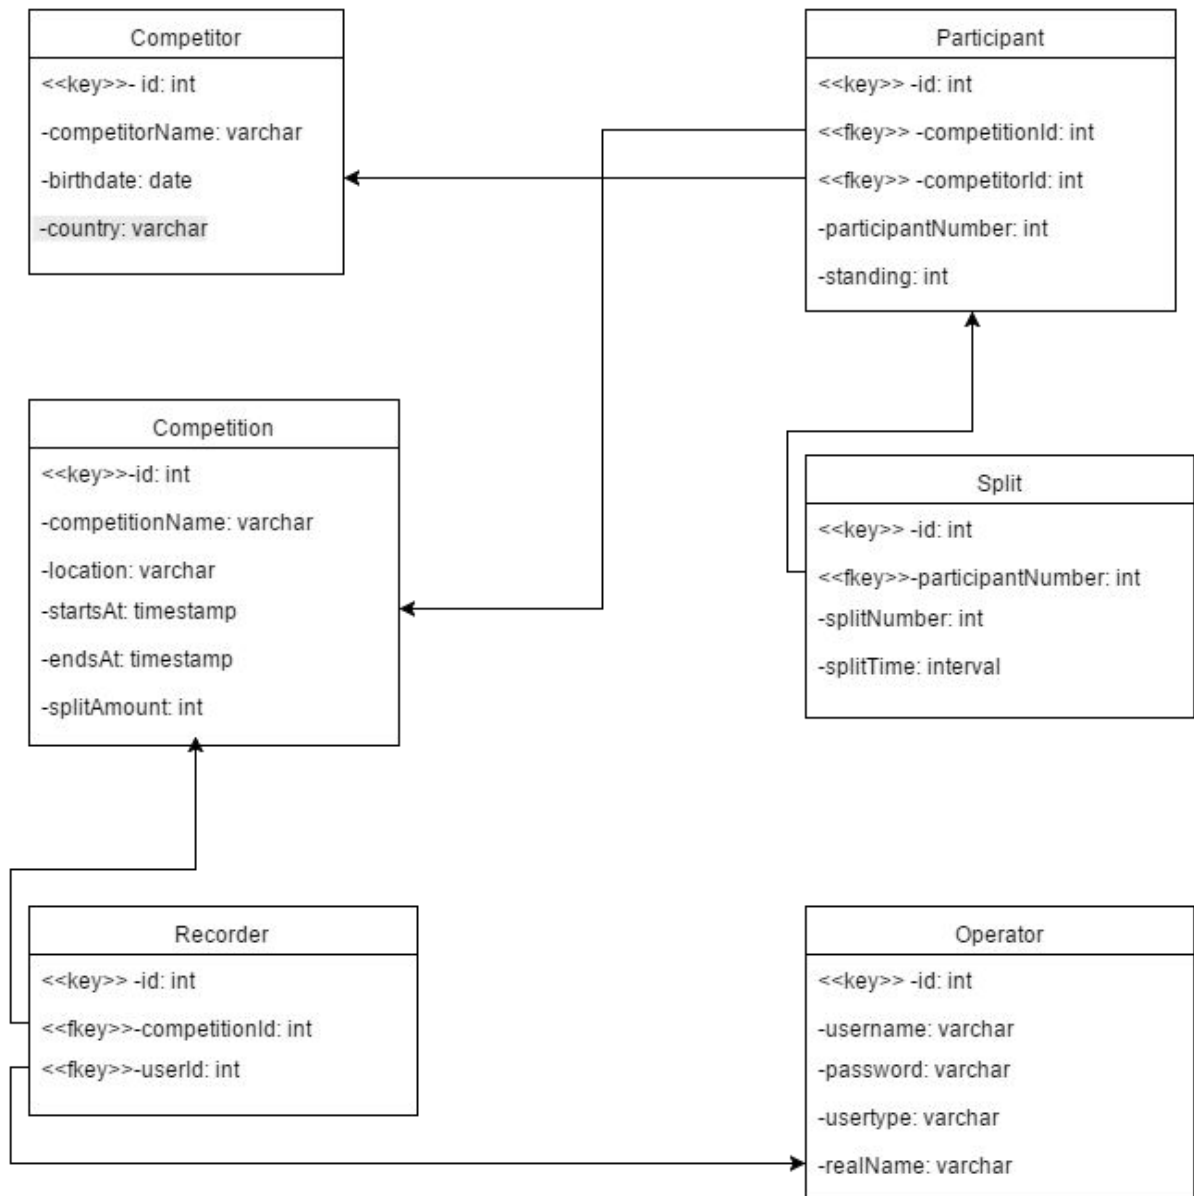 Competitor
<<key>>- id: int
-competitorName: varchar
-birthdate: date
-country: varchar
Participant
<<key>> -id: int
<<fkey>> -competitionId: int
<<fkey>> -competitorId: int
-participantNumber: int
-standing: int
Competition
<<key>>-id: int
-competitionName: varchar
-location: varchar
-startsAt: timestamp
-endsAt: timestamp
-splitAmount: int
Split
<<key>> -id: int
<<fkey>>-participantNumber: int
-splitNumber: int
-splitTime: interval
Recorder
<<key>> -id: int
<<fkey>>-competitionId: int
<<fkey>>-userId: int
Operator
<<key>> -id: int
-username: varchar
-password: varchar
-usertype: varchar
-realName: varchar